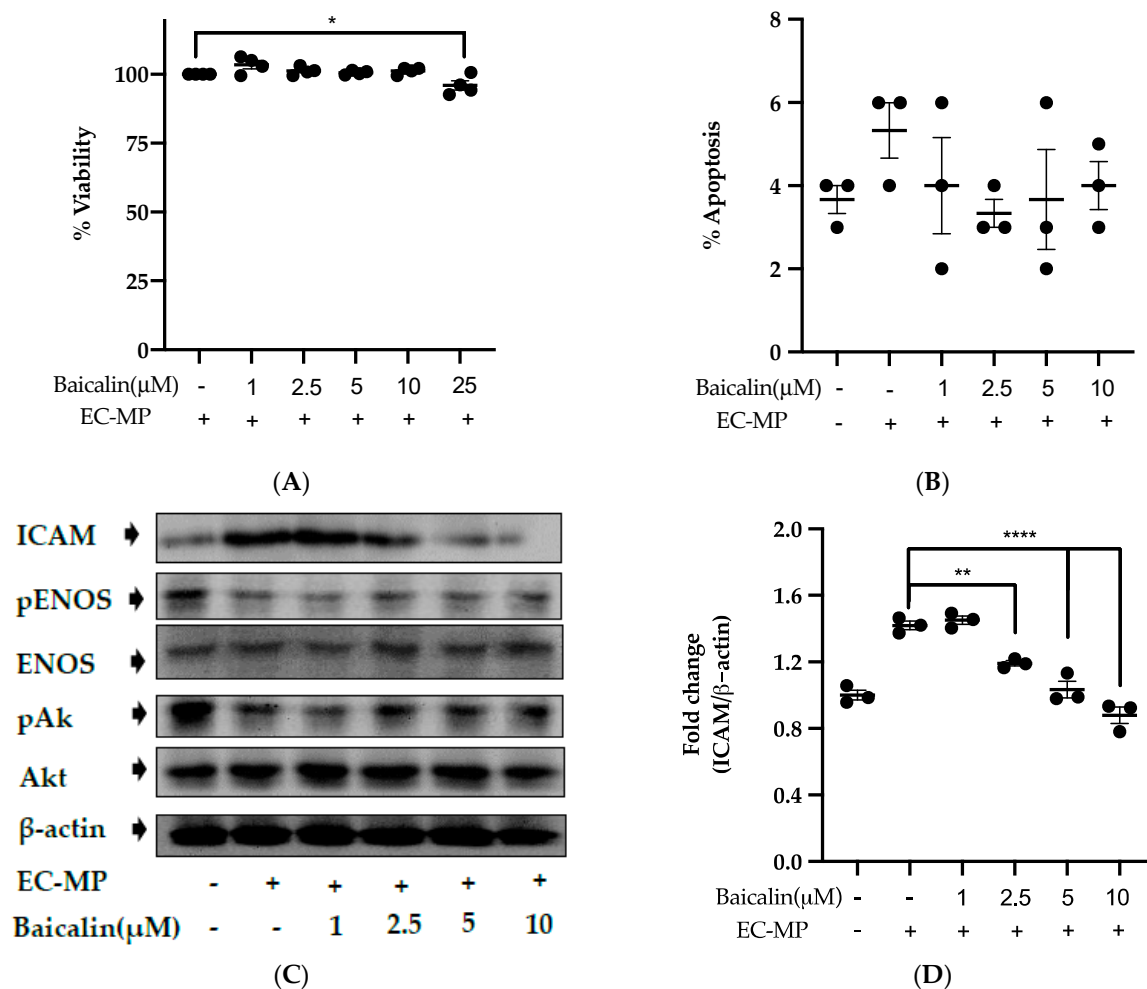 *
100
75
50
25
0
% Viability
Baicalin(μM) - 1 2.5 5 10 25
EC-MP + + + + + +
(A)
8
6
4
2
0
% Apoptosis
Baicalin(μM) - - 1 2.5 5 10
EC-MP - + + + + +
(B)
ICAM
pENOS
ENOS
pAk
Akt
β-actin
EC-MP - + + + + +
Baicalin(μM) - - 1 2.5 5 10
(C)
2.0
1.6
1.2
0.8
0.4
0.0
Fold change
(ICAM/β-actin)
****
**
Baicalin(μM) - - 1 2.5 5 10
EC-MP - + + + + +
(D)